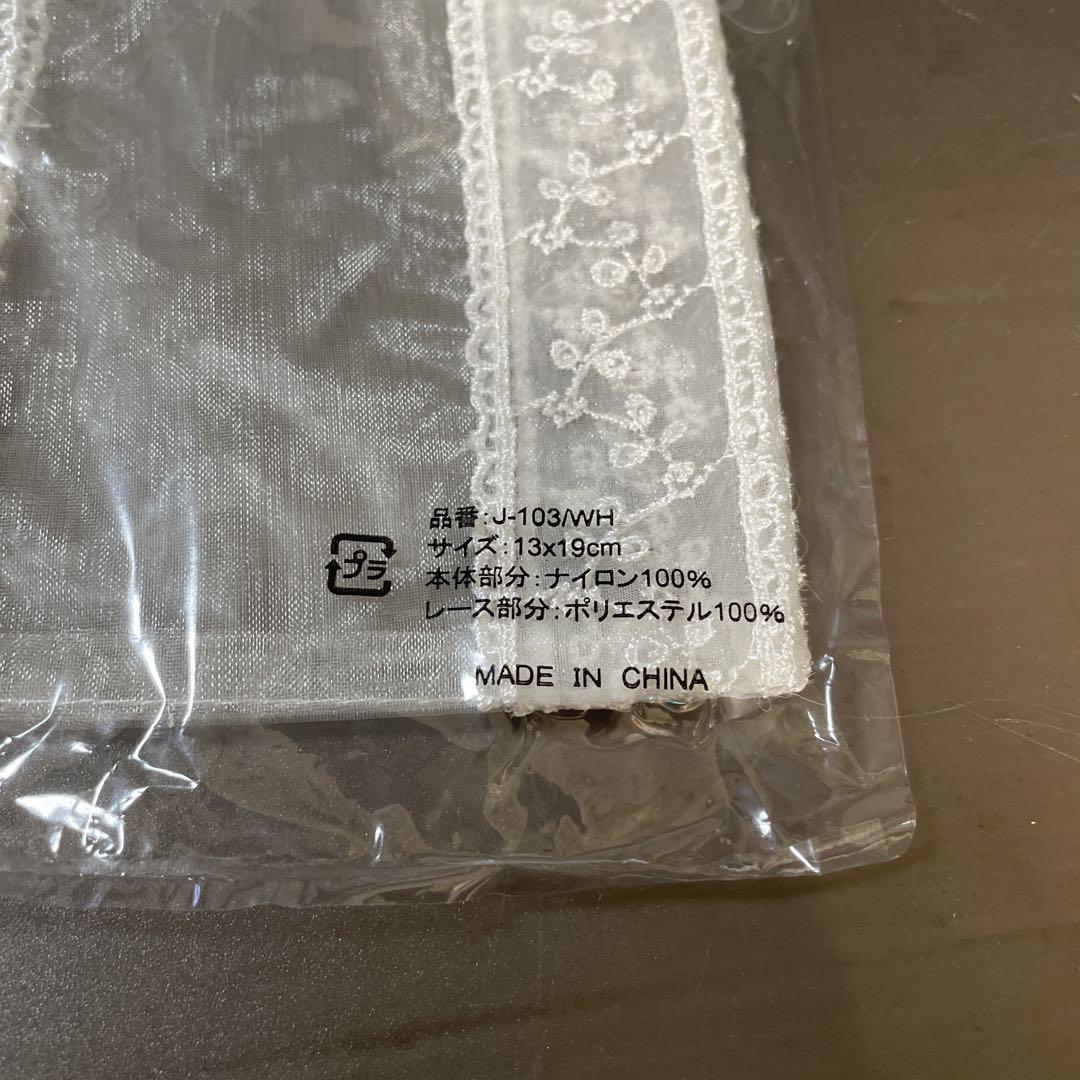 品番:J-103/WH
プラ
サイズ:13x19cm
本体部分:ナイロン100%
レース部分:ポリエステル100%
MADE IN CHINA